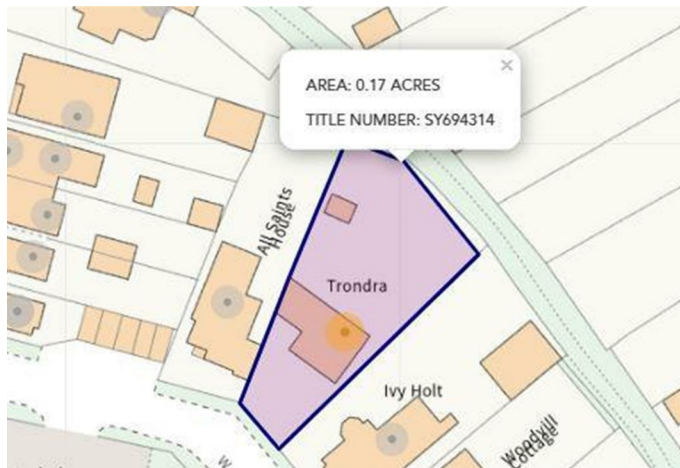 AREA: 0.17 ACRES
TITLE NUMBER: SY694314
All Saints
House
Trondra
Ivy Holt
Woodvill
Cottage
W